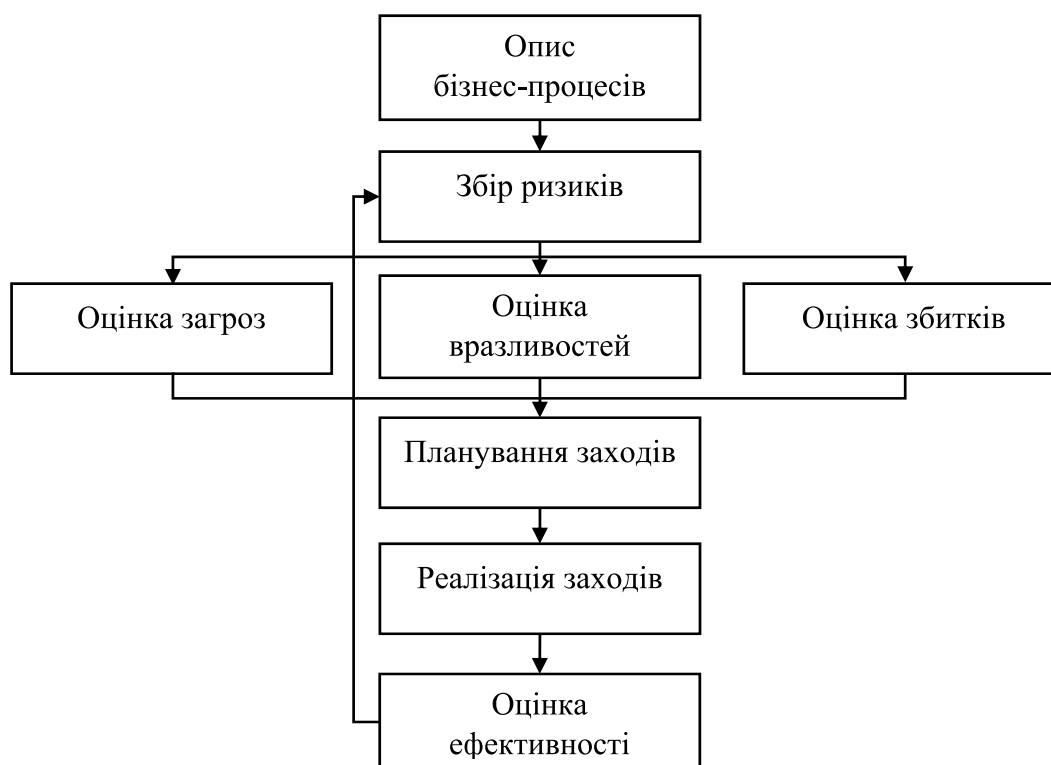 Опис
бізнес-процесів
Збір ризиків
Оцінка загроз
Оцінка
вразливостей
Оцінка збитків
Планування заходів
Реалізація заходів
Оцінка
ефективності